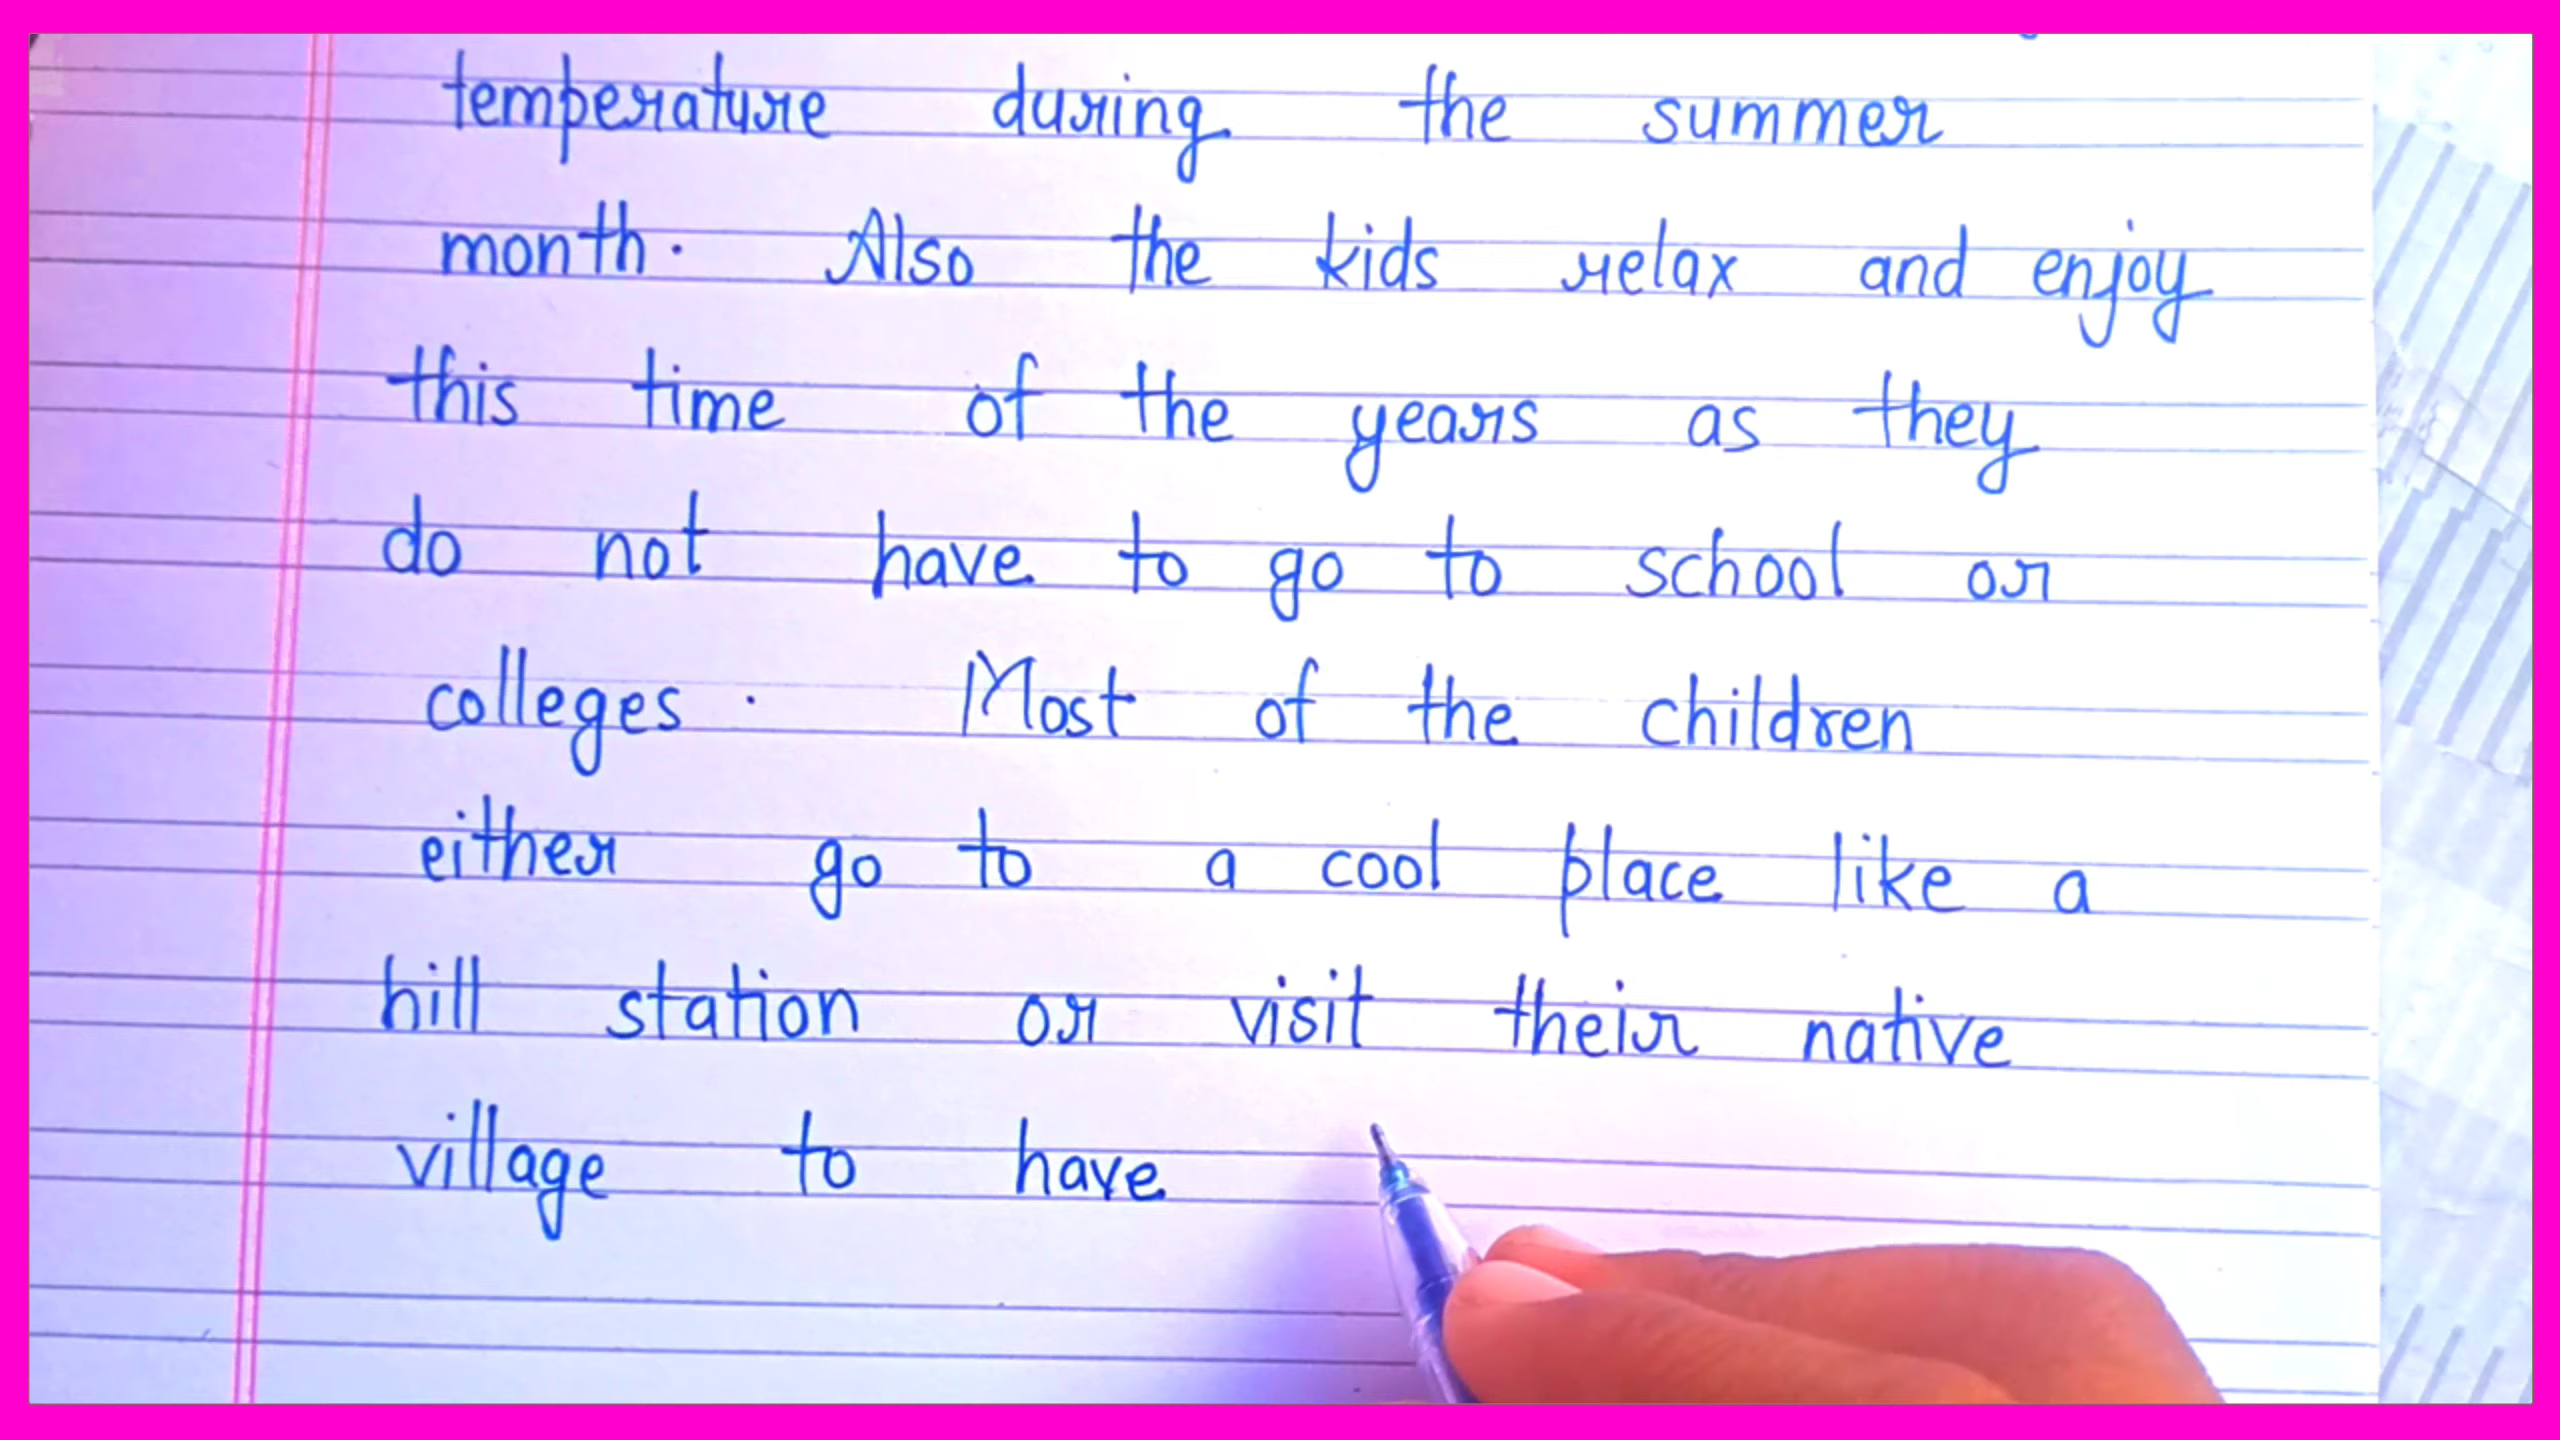 temperature during the summer
month. Also the kids relax and enjoy
this time of the years as they
do not have to go to school or
colleges. Most of the children
either go to a cool place like a
hill station or visit their native
village to have